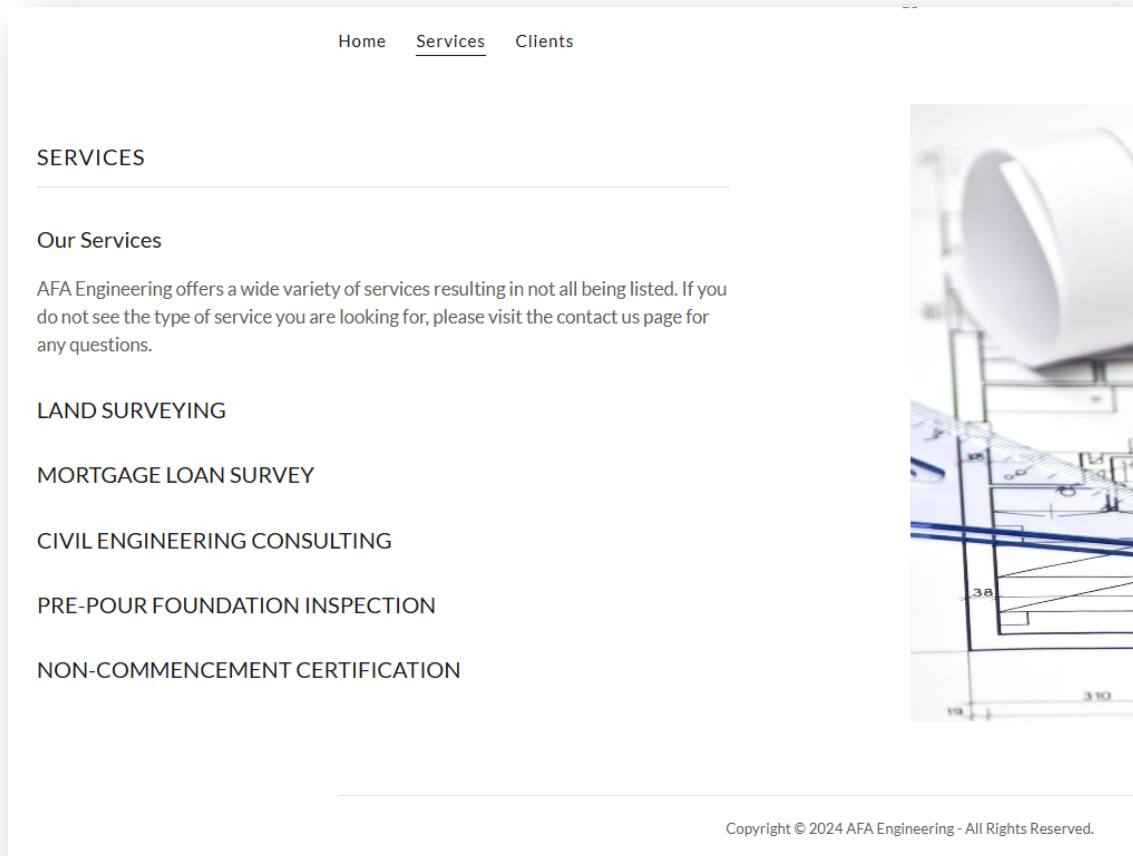 Home Services Clients
SERVICES
Our Services
AFA Engineering offers a wide variety of services resulting in not all being listed. If you
do not see the type of service you are looking for, please visit the contact us page for
any questions.
LAND SURVEYING
MORTGAGE LOAN SURVEY
CIVIL ENGINEERING CONSULTING
PRE-POUR FOUNDATION INSPECTION
NON-COMMENCEMENT CERTIFICATION
38
310
19
Copyright © 2024 AFA Engineering - All Rights Reserved.